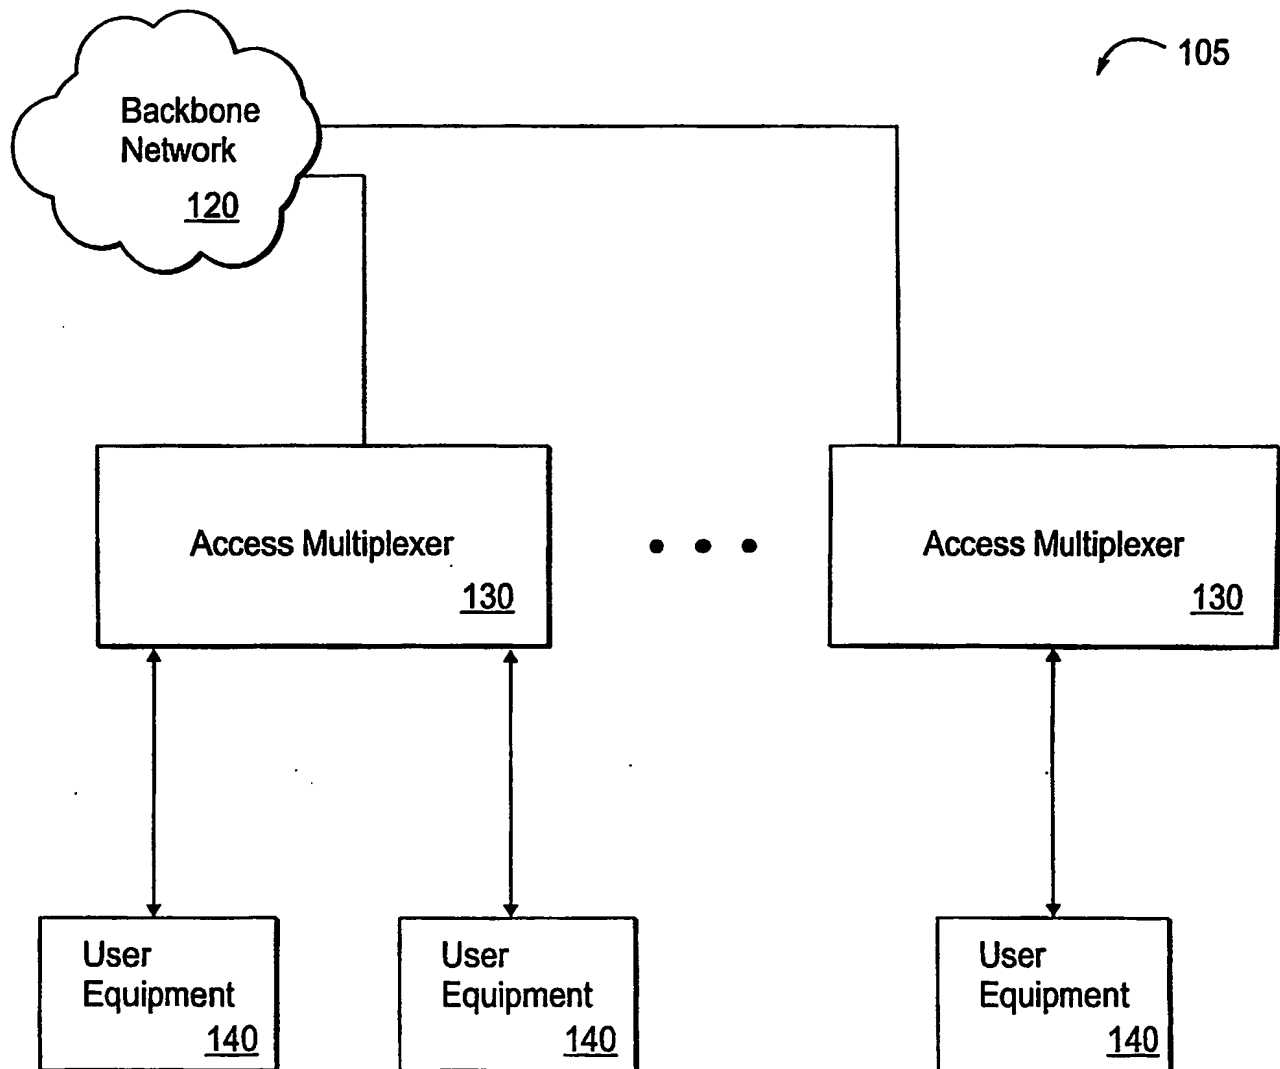 105
Backbone
Network
120
Access Multiplexer
130
Access Multiplexer
130
User
Equipment
140
User
Equipment
140
User
Equipment
140